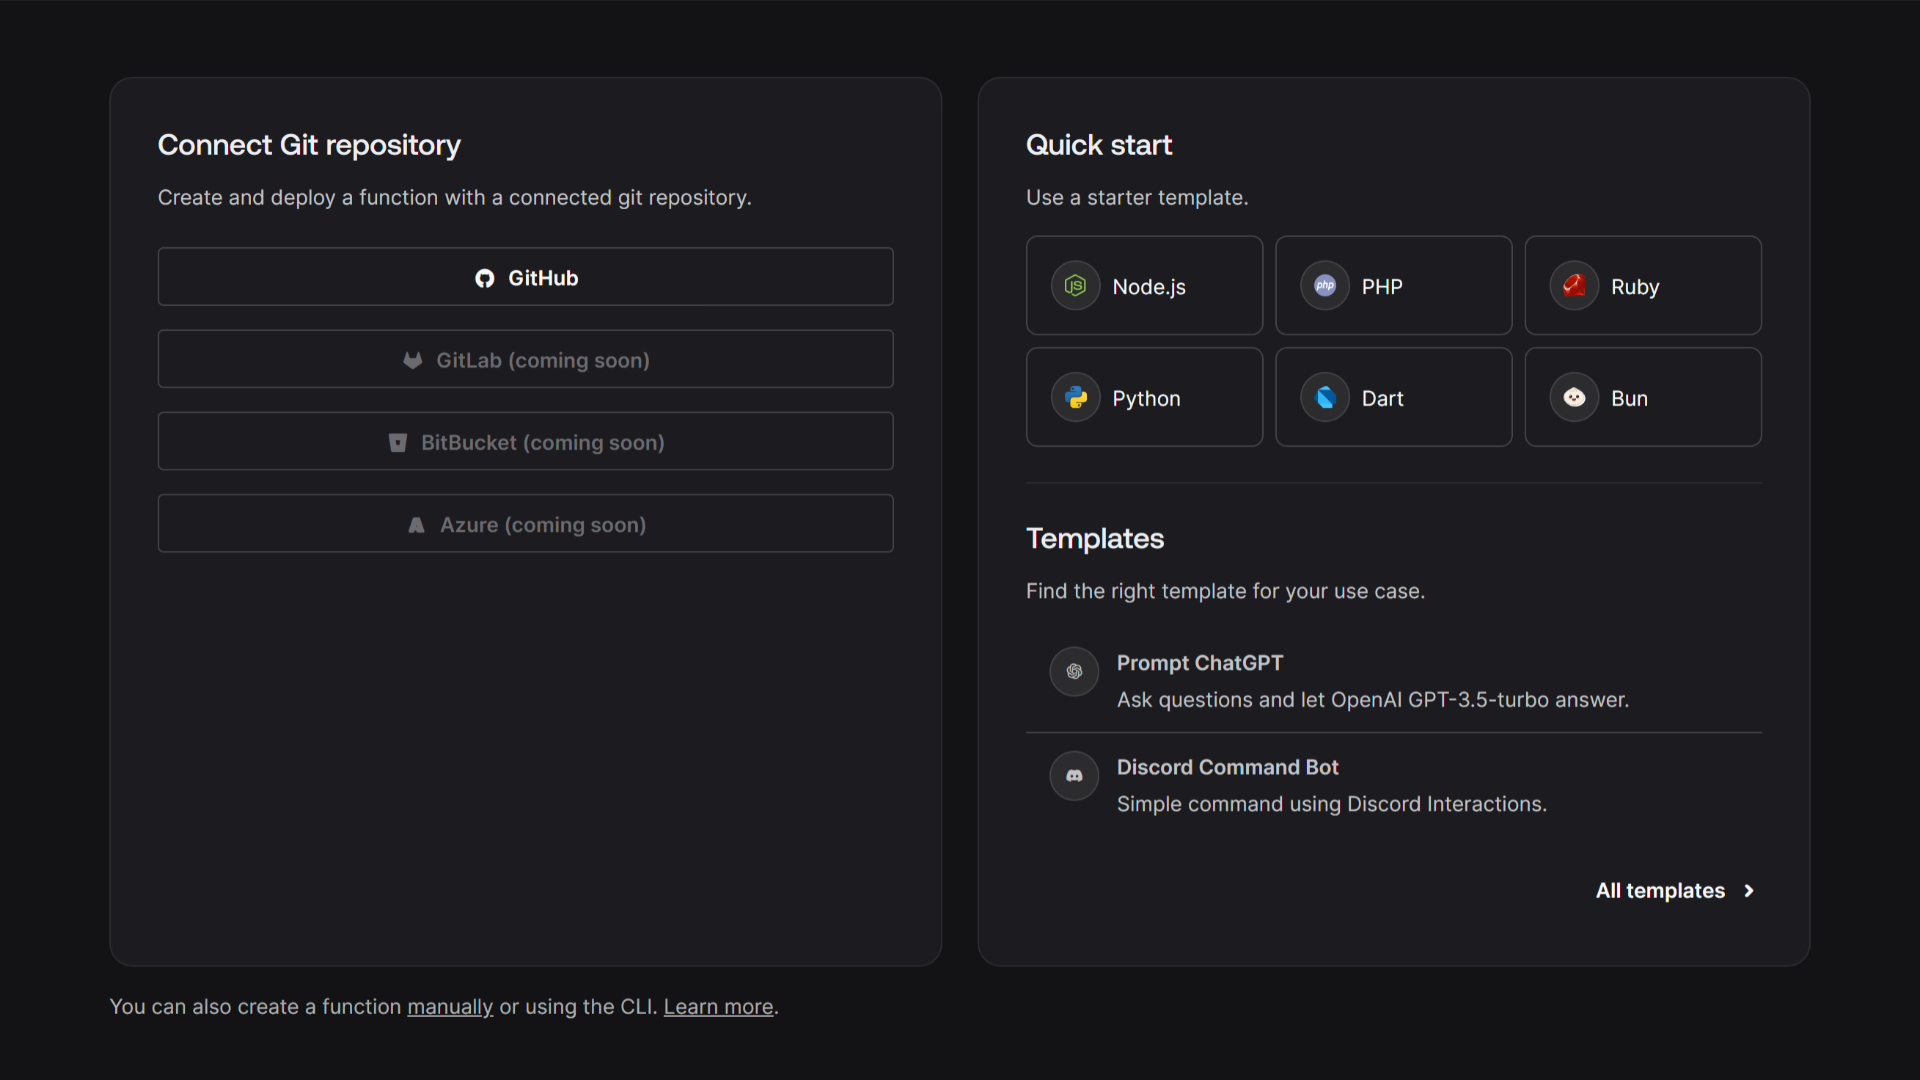 Connect Git repository
Create and deploy a function with a connected git repository.
GitHub
GitLab (coming soon)
BitBucket (coming soon)
Azure (coming soon)
Quick start
Use a starter template.
Node.js
PHP
Ruby
Python
Dart
Bun
Templates
Find the right template for your use case.
Prompt ChatGPT
Ask questions and let OpenAI GPT-3.5-turbo answer.
Discord Command Bot
Simple command using Discord Interactions.
All templates
You can also create a function manually or using the CLI. Learn more.